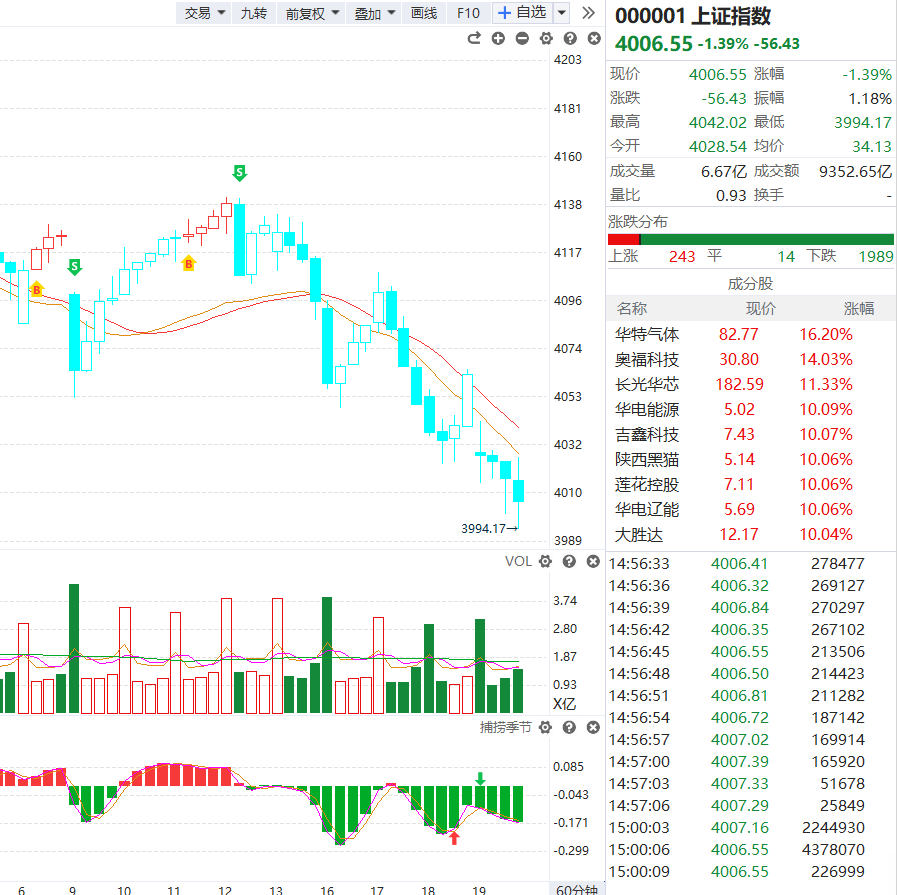 交易 九转 前复权 叠加 画线 F10 + 自选
4203
4181
4160
S
4138
4117
S
B
B
4096
4074
4053
4032
4010
3994.17→
3989
VOL
3.74
2.80
1.87
0.93
X亿
捕捞季节
0.085
-0.043
-0.171
-0.299
6 9 10 11 12 13 16 17 18 19 60分钟
000001 上证指数
4006.55 -1.39% -56.43
现价 4006.55 涨幅 -1.39%
涨跌 -56.43 振幅 1.18%
最高 4042.02 最低 3994.17
今开 4028.54 均价 34.13
成交量 6.67亿 成交额 9352.65亿
量比 0.93 换手 -
涨跌分布
上涨 243 平 14 下跌 1989
成分股
名称 现价 涨幅
华特气体 82.77 16.20%
奥福科技 30.80 14.03%
长光华芯 182.59 11.33%
华电能源 5.02 10.09%
吉鑫科技 7.43 10.07%
陕西黑猫 5.14 10.06%
莲花控股 7.11 10.06%
华电辽能 5.69 10.06%
大胜达 12.17 10.04%
14:56:33 4006.41 278477
14:56:36 4006.32 269127
14:56:39 4006.84 270297
14:56:42 4006.35 267102
14:56:45 4006.55 213506
14:56:48 4006.50 214423
14:56:51 4006.81 211282
14:56:54 4006.72 187142
14:56:57 4007.02 169914
14:57:00 4007.39 165920
14:57:03 4007.33 51678
14:57:06 4007.29 25849
15:00:03 4007.16 2244930
15:00:06 4006.55 4378070
15:00:09 4006.55 226999